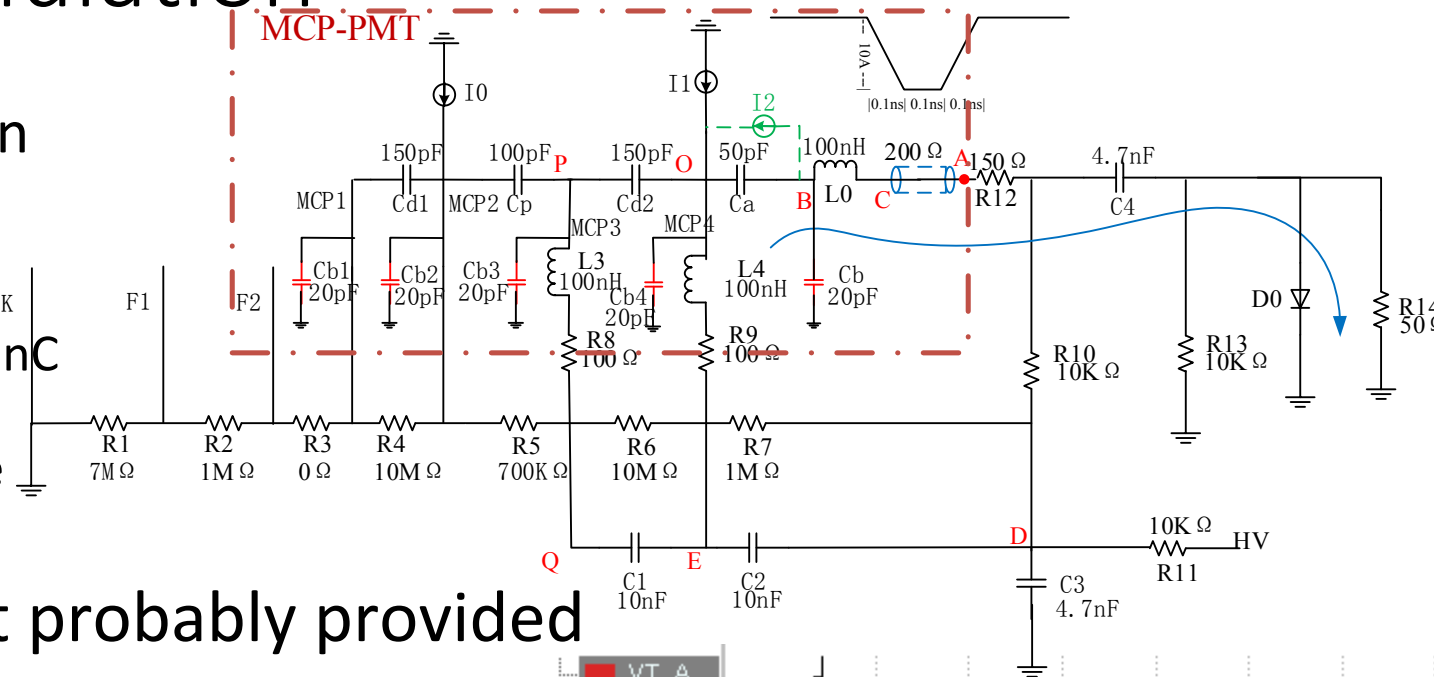 MCP-PMT
I0
I1
I2
10A
|0.1ns| 0.1ns| 0.1ns|
n
150pF
100pF
P
150pF
O
50pF
100nH
200 Ω
A
150 Ω
4.7nF
Cd1
Cp
Cd2
Ca
B
L0
C
R12
C4
MCP1
MCP2
MCP3
MCP4
Cb1
20pF
Cb2
20pF
Cb3
20pF
L3
100nH
Cb4
20pF
L4
100nH
Cb
20pF
K
F1
F2
D0
R14
nC
R8
100 Ω
R9
100 Ω
R10
10K Ω
R13
10K Ω
R1
7M Ω
R2
1M Ω
R3
0 Ω
R4
10M Ω
R5
700K Ω
R6
10M Ω
R7
1M Ω
Q
C1
10nF
E
C2
10nF
D
10K Ω
HV
R11
C3
4.7nF
t probably provided
VT A